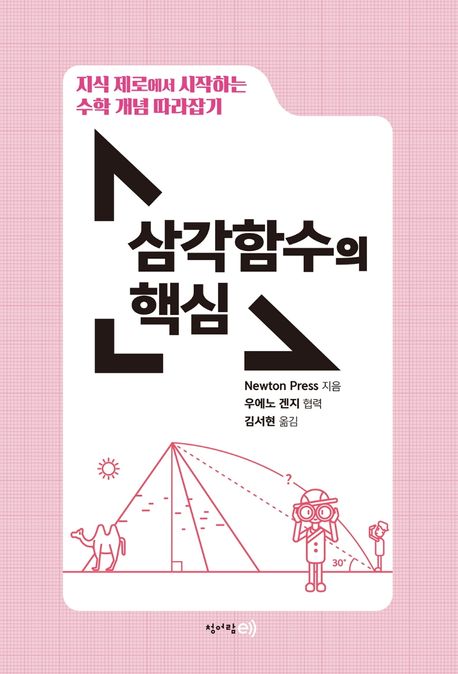 지식 제로에서 시작하는
수학 개념 따라잡기
삼각함수의
핵심
Newton Press 지음
우에노 겐지 협력
김서현 옮김
?
30°
청어람e